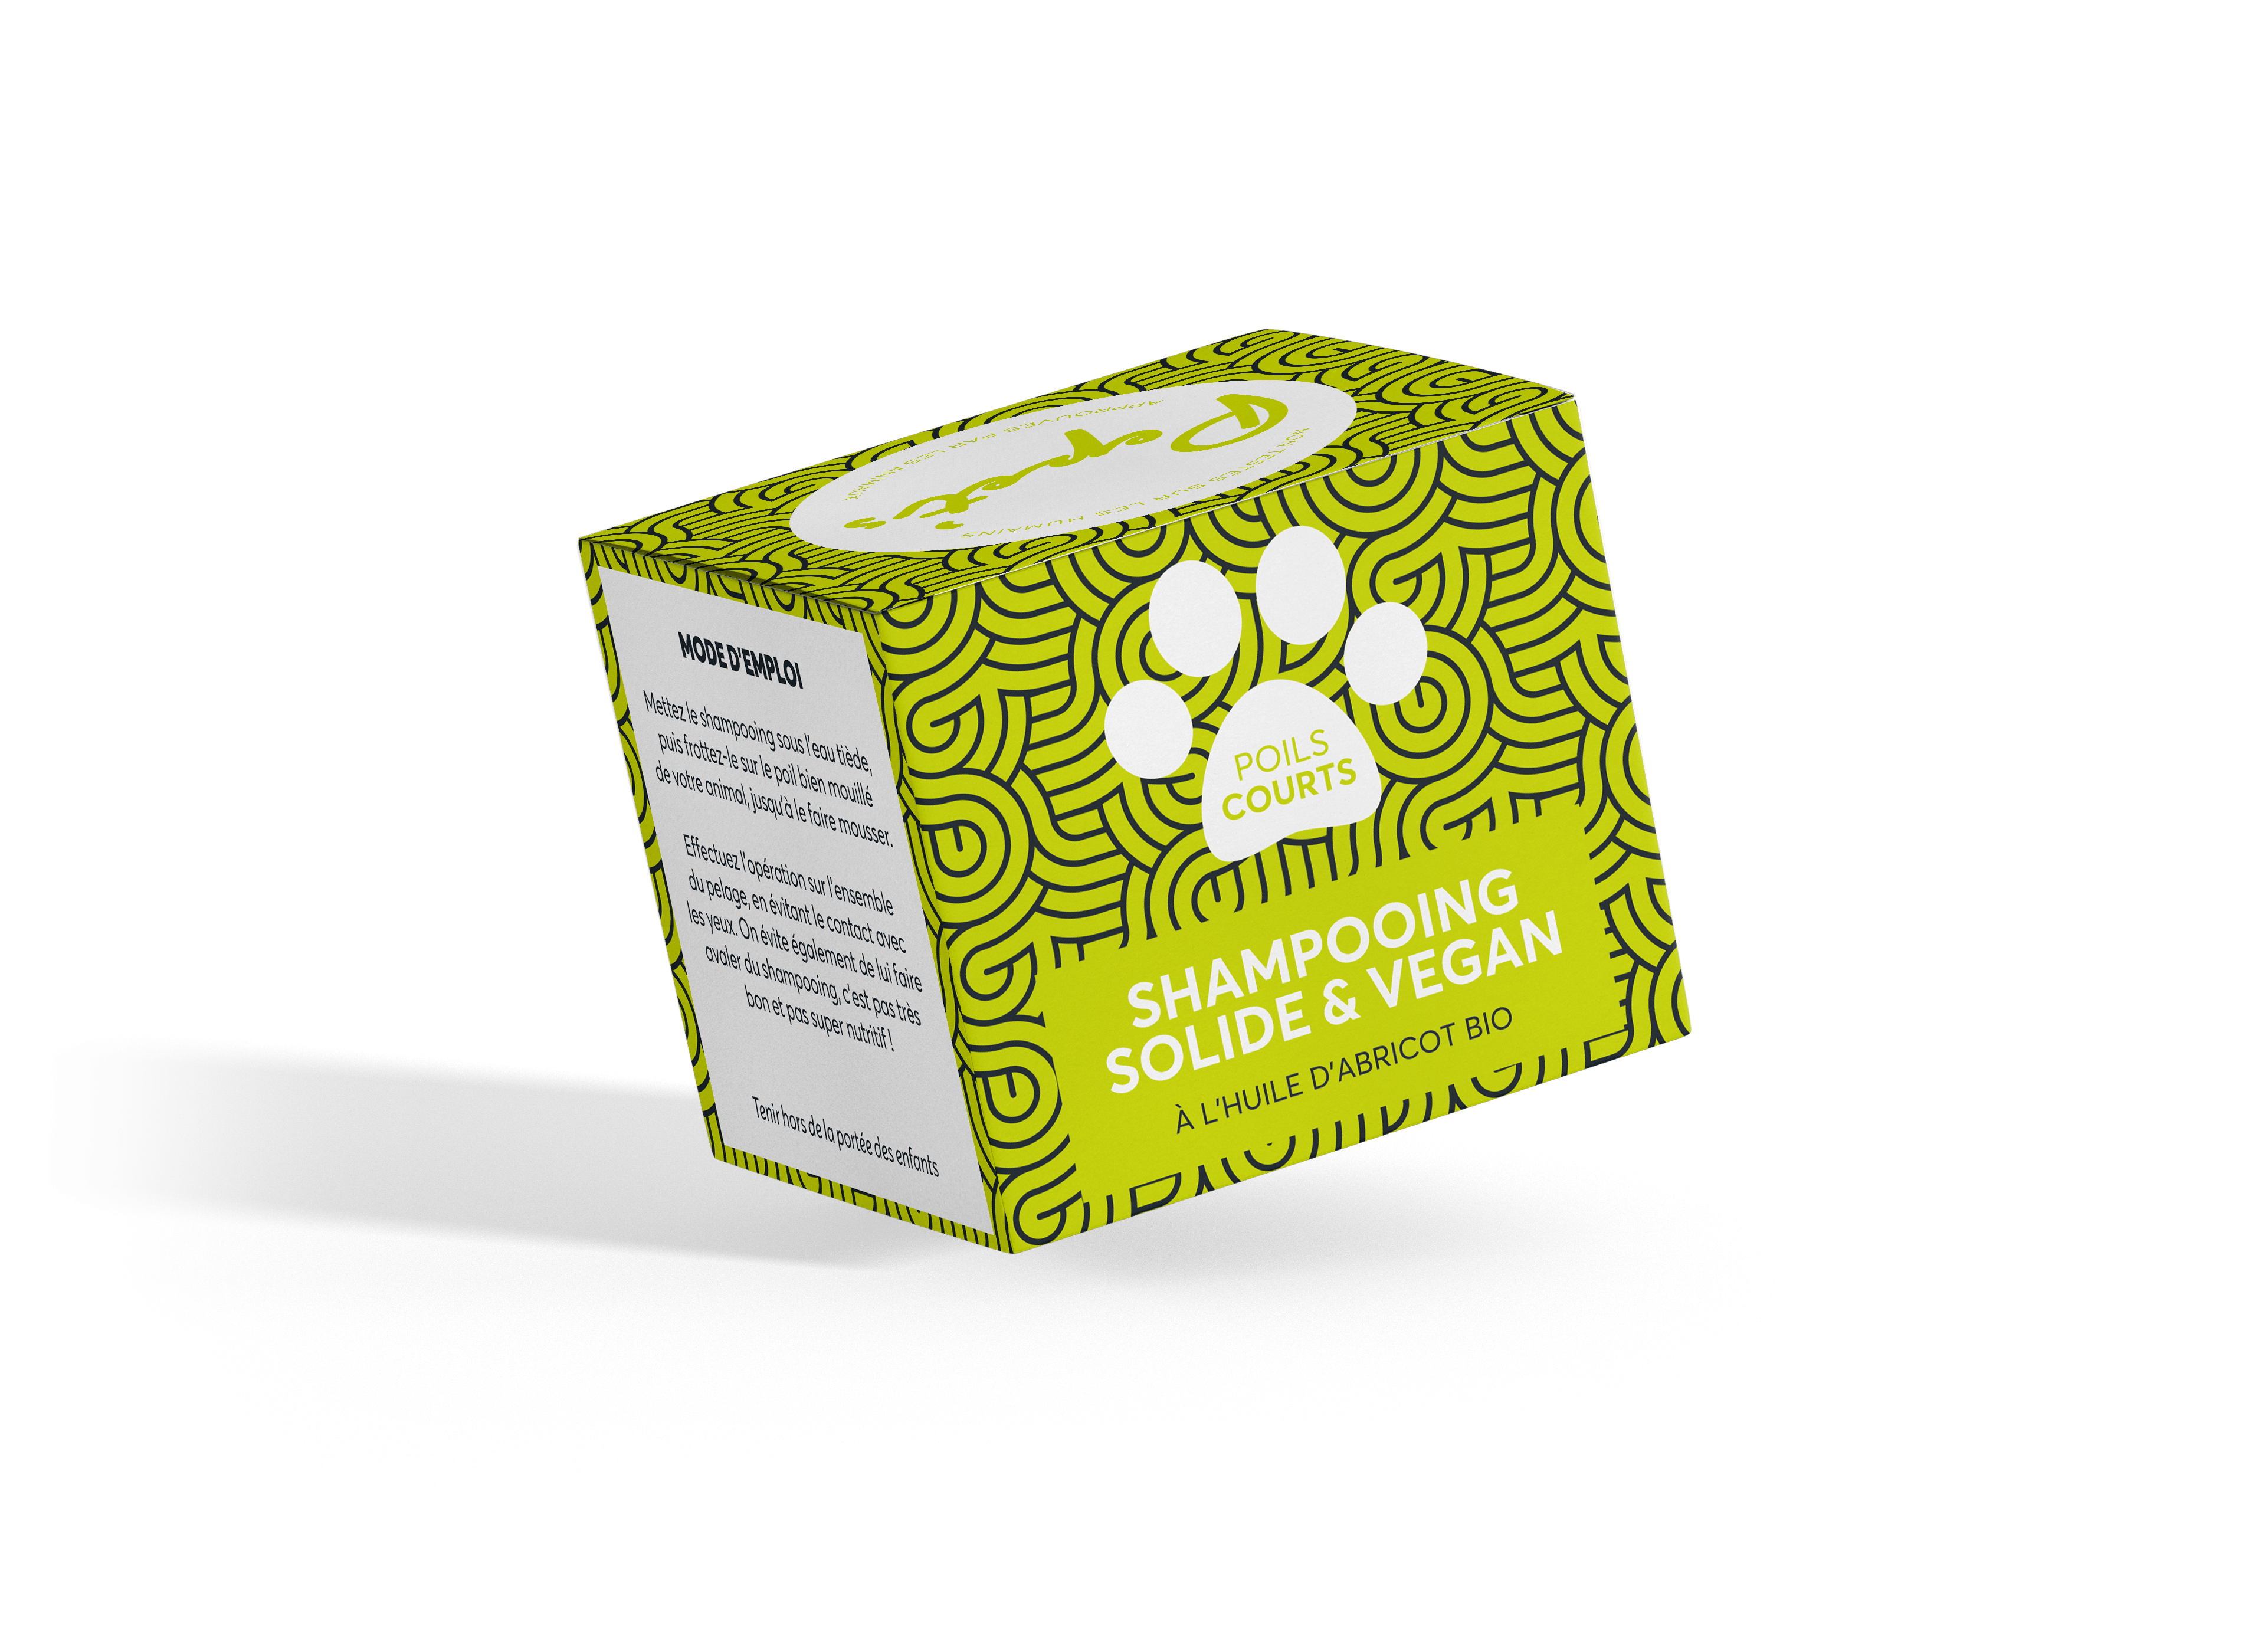 APPROUVÉS PAR LES ANIMAUX
NON TESTÉS SUR LES HUMAINS
MODE D'EMPLOI
Mettez le shampooing sous l'eau tiède,
puis frottez-le sur le poil bien mouillé
de votre animal, jusqu'à le faire mousser.
Effectuez l'opération sur l'ensemble
du pelage, en évitant le contact avec
les yeux. On évite également de lui faire
avaler du shampooing, c'est pas très
bon et pas super nutritif !
Tenir hors de la portée des enfants
POILS
COURTS
SHAMPOOING
SOLIDE & VEGAN
À L'HUILE D'ABRICOT BIO